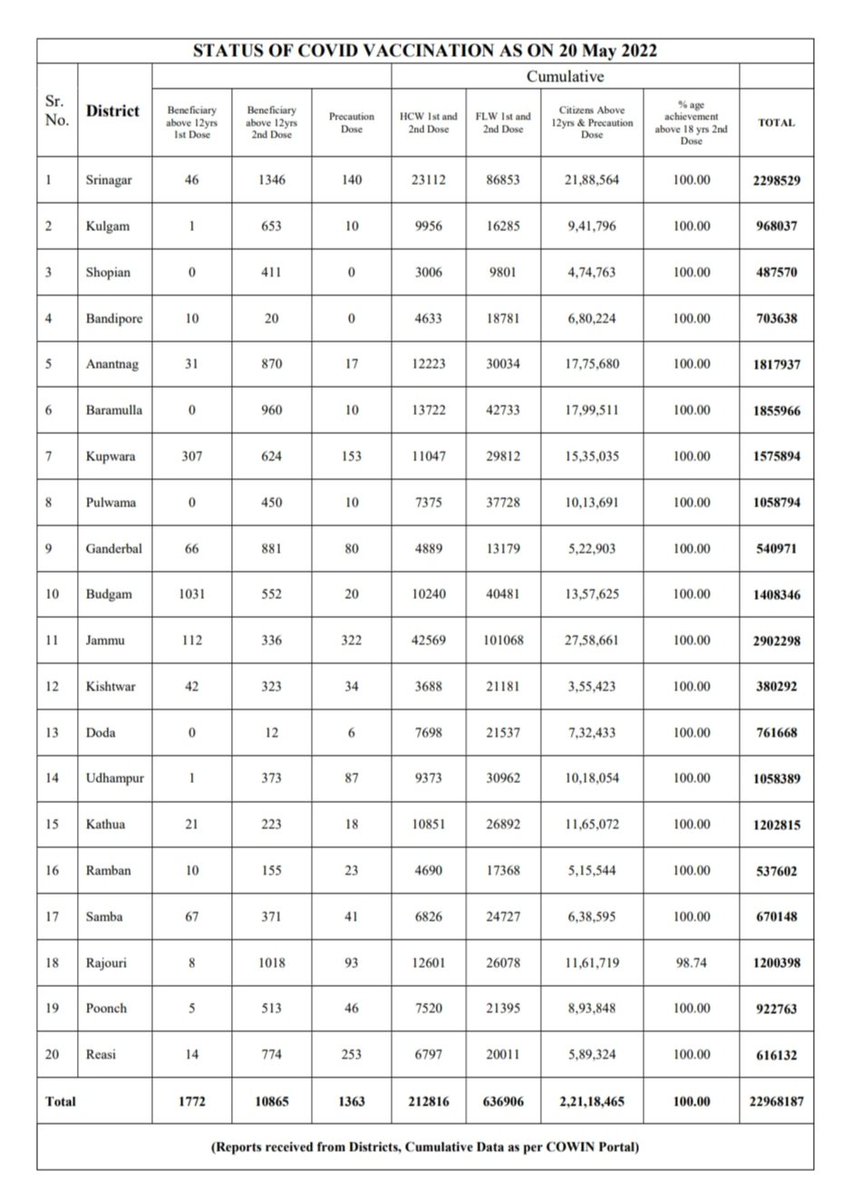 STATUS OF COVID VACCINATION AS ON 20 May 2022
Cumulative
Sr. No. District Beneficiary above 12yrs 1st Dose Beneficiary above 12yrs 2nd Dose Precaution Dose HCW 1st and 2nd Dose FLW 1st and 2nd Dose Citizens Above 12yrs & Precaution Dose % age achievement above 18 yrs 2nd Dose TOTAL
1 Srinagar 46 1346 140 23112 86853 21,88,564 100.00 2298529
2 Kulgam 1 653 10 9956 16285 9,41,796 100.00 968037
3 Shopian 0 411 0 3006 9801 4,74,763 100.00 487570
4 Bandipore 10 20 0 4633 18781 6,80,224 100.00 703638
5 Anantnag 31 870 17 12223 30034 17,75,680 100.00 1817937
6 Baramulla 0 960 10 13722 42733 17,99,511 100.00 1855966
7 Kupwara 307 624 153 11047 29812 15,35,035 100.00 1575894
8 Pulwama 0 450 10 7375 37728 10,13,691 100.00 1058794
9 Ganderbal 66 881 80 4889 13179 5,22,903 100.00 540971
10 Budgam 1031 552 20 10240 40481 13,57,625 100.00 1408346
11 Jammu 112 336 322 42569 101068 27,58,661 100.00 2902298
12 Kishtwar 42 323 34 3688 21181 3,55,423 100.00 380292
13 Doda 0 12 6 7698 21537 7,32,433 100.00 761668
14 Udhampur 1 373 87 9373 30962 10,18,054 100.00 1058389
15 Kathua 21 223 18 10851 26892 11,65,072 100.00 1202815
16 Ramban 10 155 23 4690 17368 5,15,544 100.00 537602
17 Samba 67 371 41 6826 24727 6,38,595 100.00 670148
18 Rajouri 8 1018 93 12601 26078 11,61,719 98.74 1200398
19 Poonch 5 513 46 7520 21395 8,93,848 100.00 922763
20 Reasi 14 774 253 6797 20011 5,89,324 100.00 616132
Total 1772 10865 1363 212816 636906 2,21,18,465 100.00 22968187
(Reports received from Districts, Cumulative Data as per COWIN Portal)